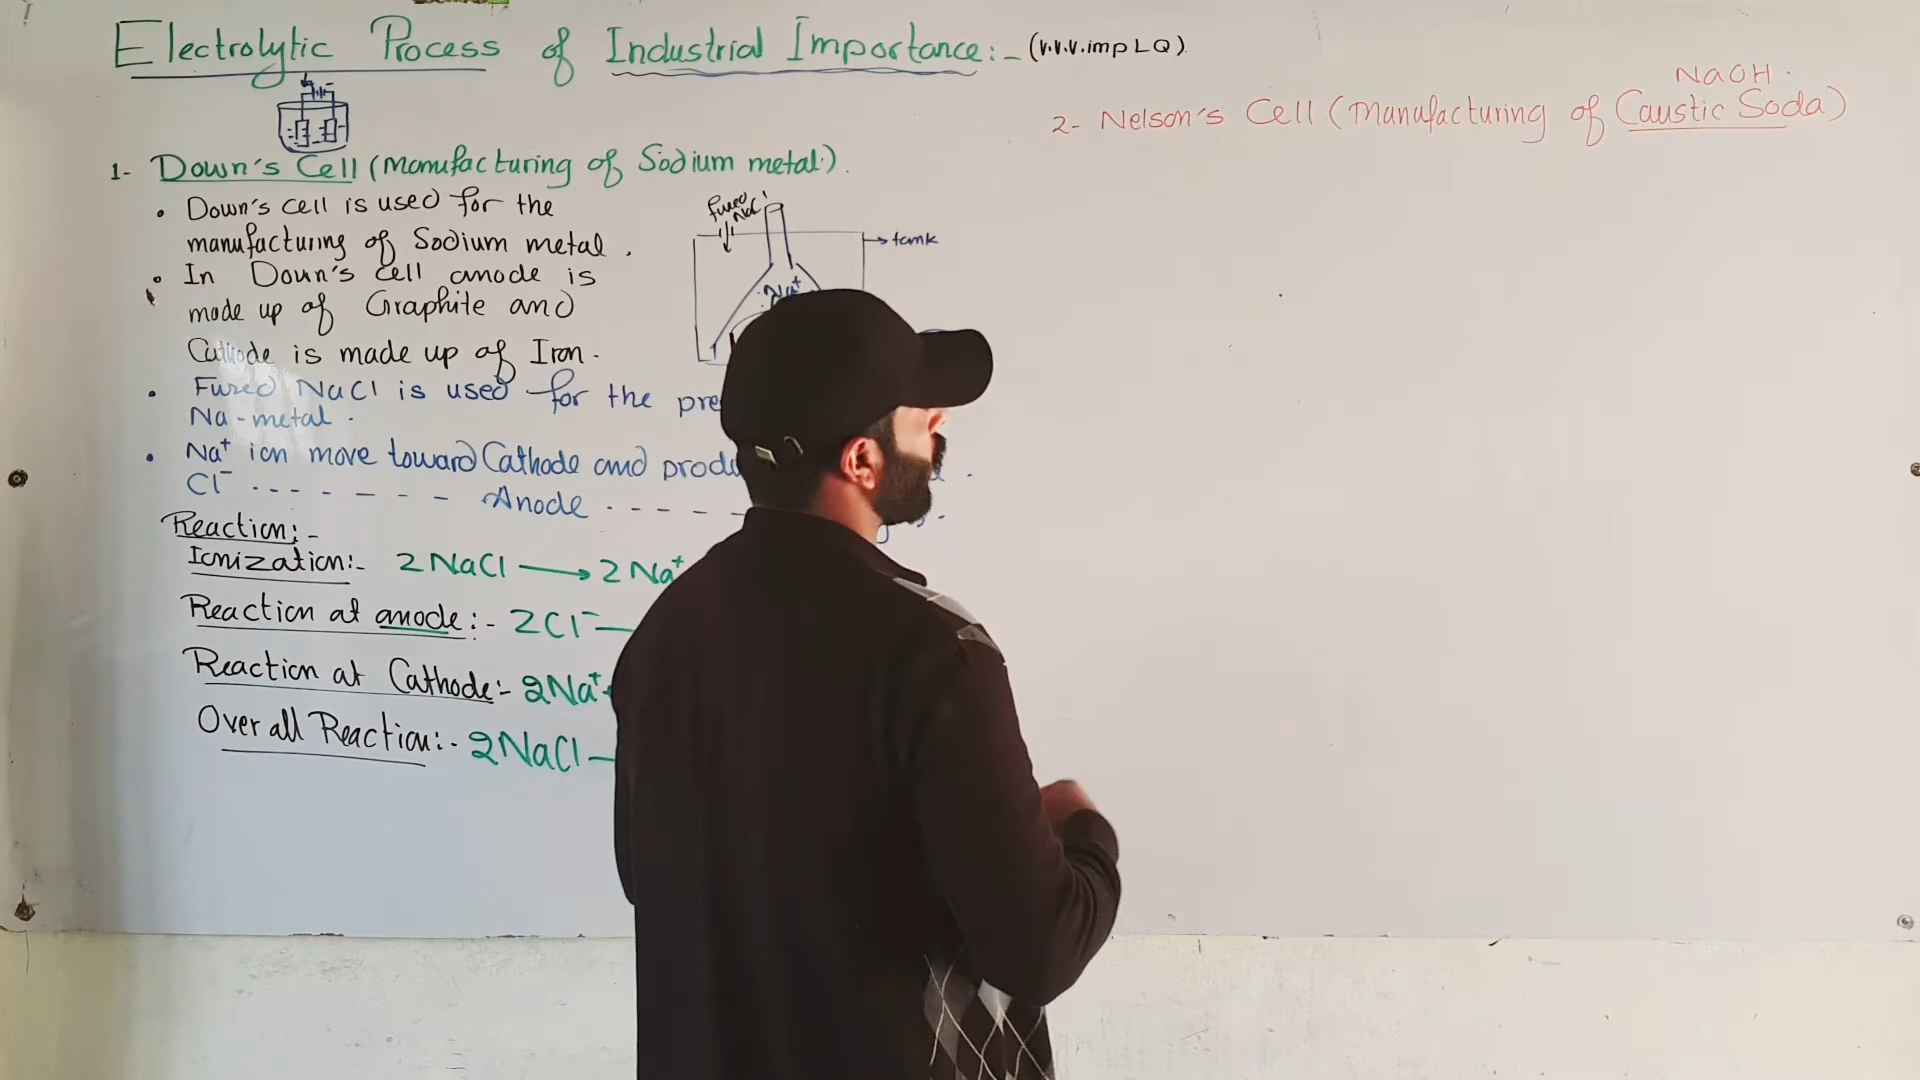 Electrolytic Process of Industrial Importance:- (v.v.v.imp LQ)
NaOH.
2- Nelson's Cell (Manufacturing of Caustic Soda)
1- Down's Cell (Manufacturing of Sodium metal).
• Down's cell is used for the
manufacturing of Sodium metal.
• In Down's cell anode is
made up of Graphite and
Cathode is made up of Iron.
fused
NaCl
→ tank
Na⁺
• Fused NaCl is used for the
Na-metal.
• Na⁺ ion move toward Cathode and
Cl⁻ - - - - - - - Anode - - - - -
Reaction:-
Ionization:- 2NaCl ⟶ 2Na⁺
Reaction at anode:- 2Cl⁻ —
Reaction at Cathode:- 2Na⁺
Over all Reaction:- 2NaCl —